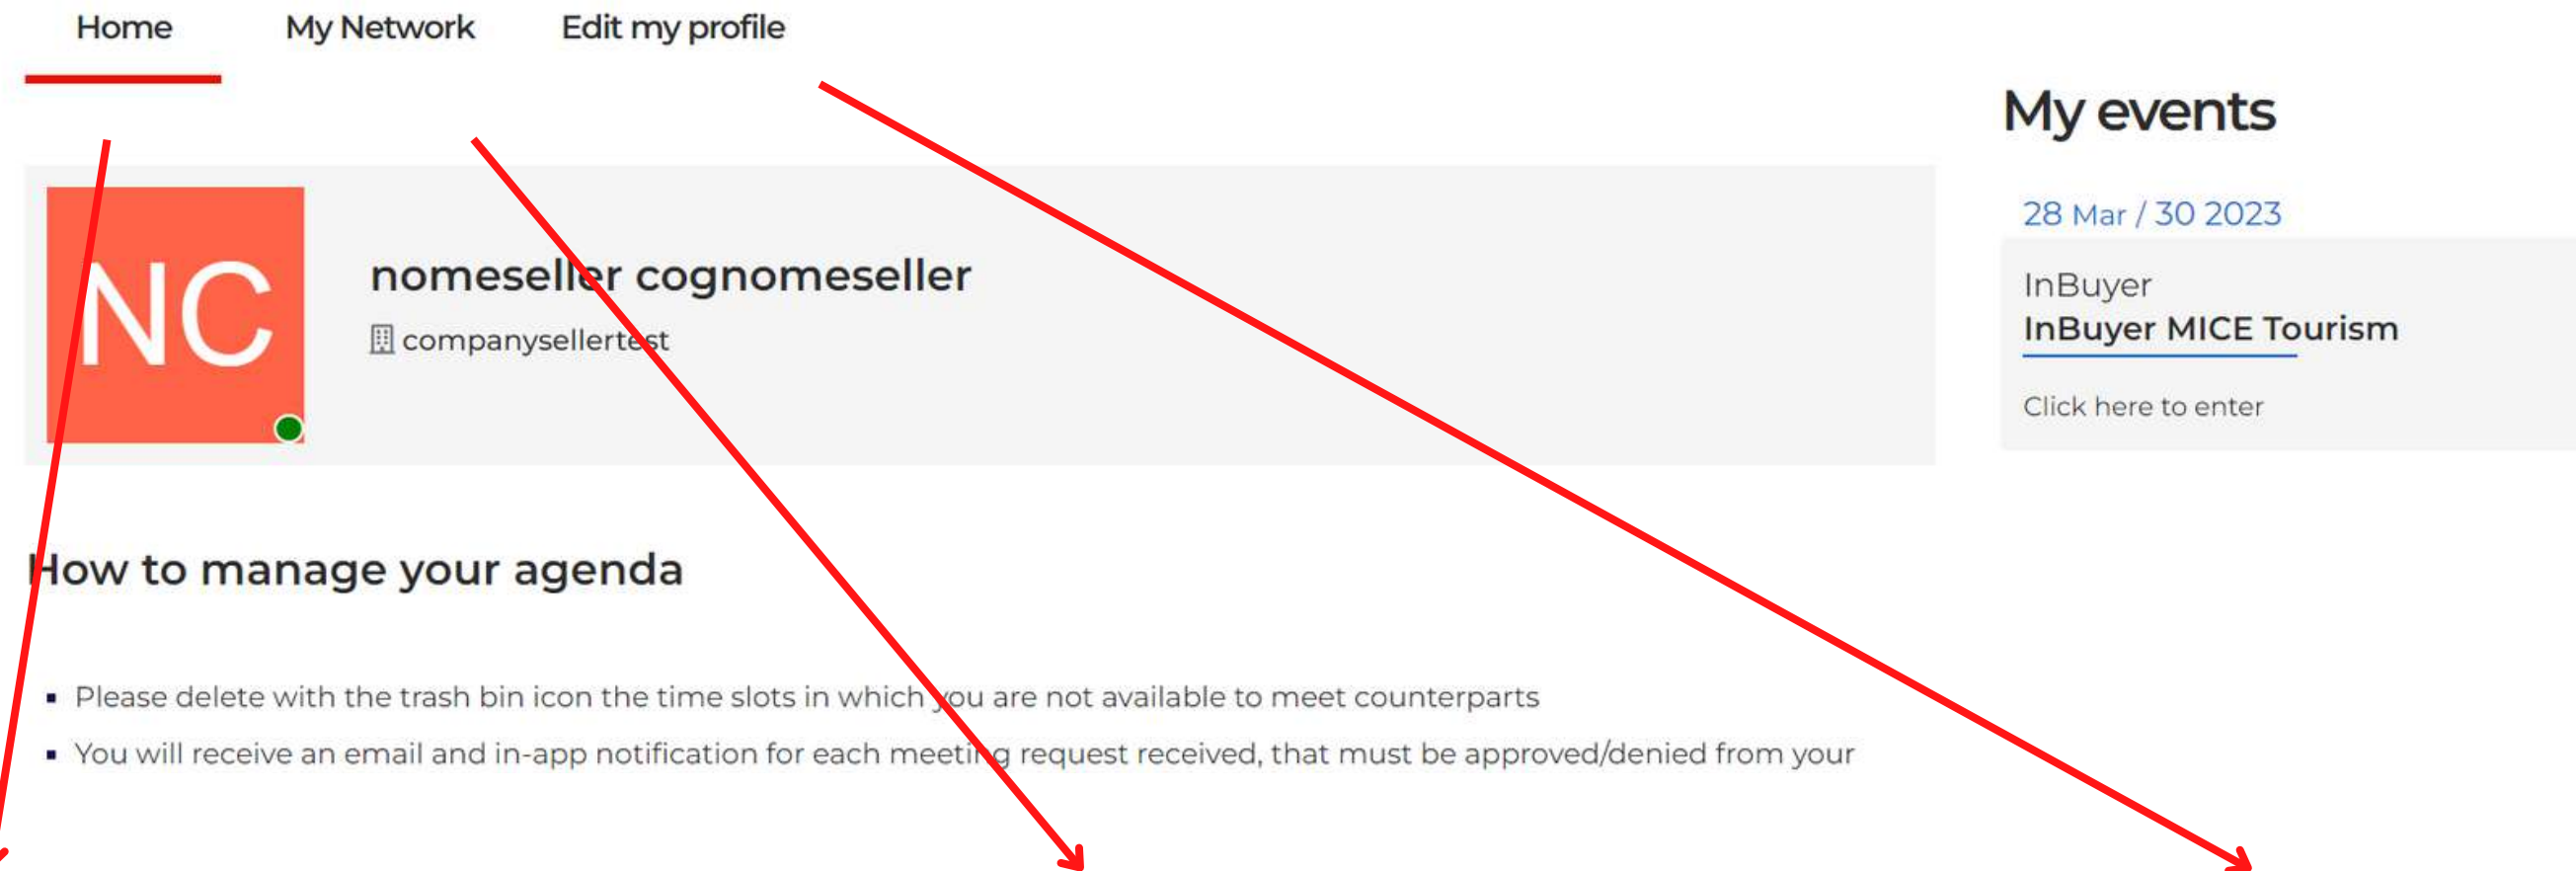 Home
My Network
Edit my profile
NC
nomeseller cognomeseller
companysellertest
How to manage your agenda
Please delete with the trash bin icon the time slots in which you are not available to meet counterparts
You will receive an email and in-app notification for each meeting request received, that must be approved/denied from your
My events
28 Mar / 30 2023
InBuyer
InBuyer MICE Tourism
Click here to enter